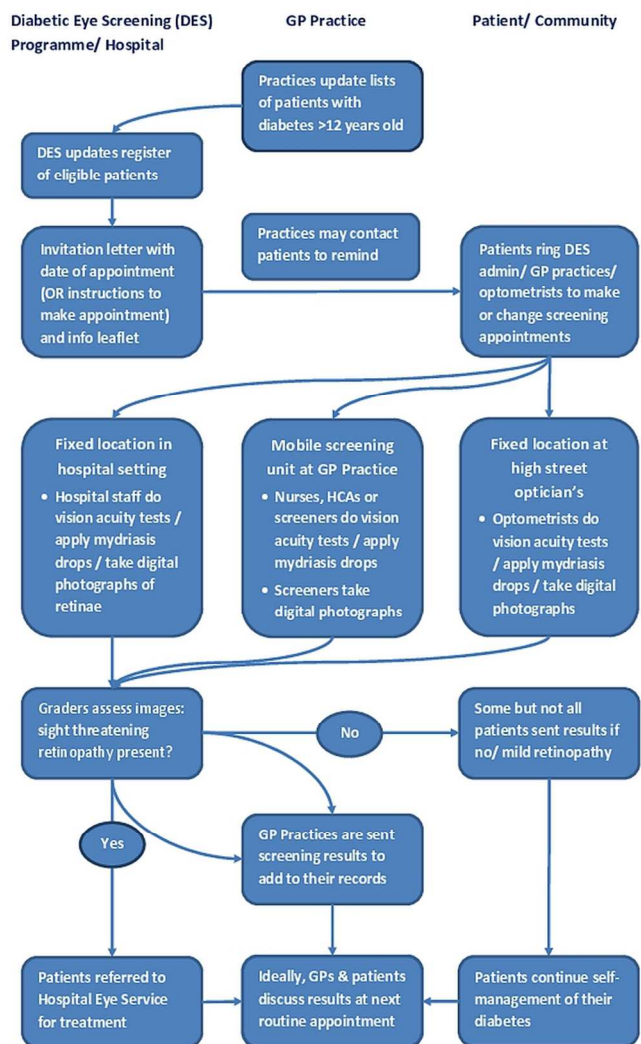 Diabetic Eye Screening (DES)
Programme/ Hospital
GP Practice
Patient/ Community
Practices update lists
of patients with
diabetes >12 years old
DES updates register
of eligible patients
Invitation letter with
date of appointment
(OR instructions to
make appointment)
and info leaflet
Practices may contact
patients to remind
Patients ring DES
admin/ GP practices/
optometrists to make
or change screening
appointments
Fixed location in
hospital setting
• Hospital staff do
vision acuity tests /
apply mydriasis
drops / take digital
photographs of
retinae
Mobile screening
unit at GP Practice
• Nurses, HCAs or
screeners do vision
acuity tests / apply
mydriasis drops
• Screeners take
digital photographs
Fixed location at
high street
optician's
• Optometrists do
vision acuity tests
/ apply mydriasis
drops / take digital
photographs
Graders assess images:
sight threatening
retinopathy present?
No
Some but not all
patients sent results if
no/ mild retinopathy
Yes
GP Practices are sent
screening results to
add to their records
Patients referred to
Hospital Eye Service
for treatment
Ideally, GPs & patients
discuss results at next
routine appointment
Patients continue self-
management of their
diabetes